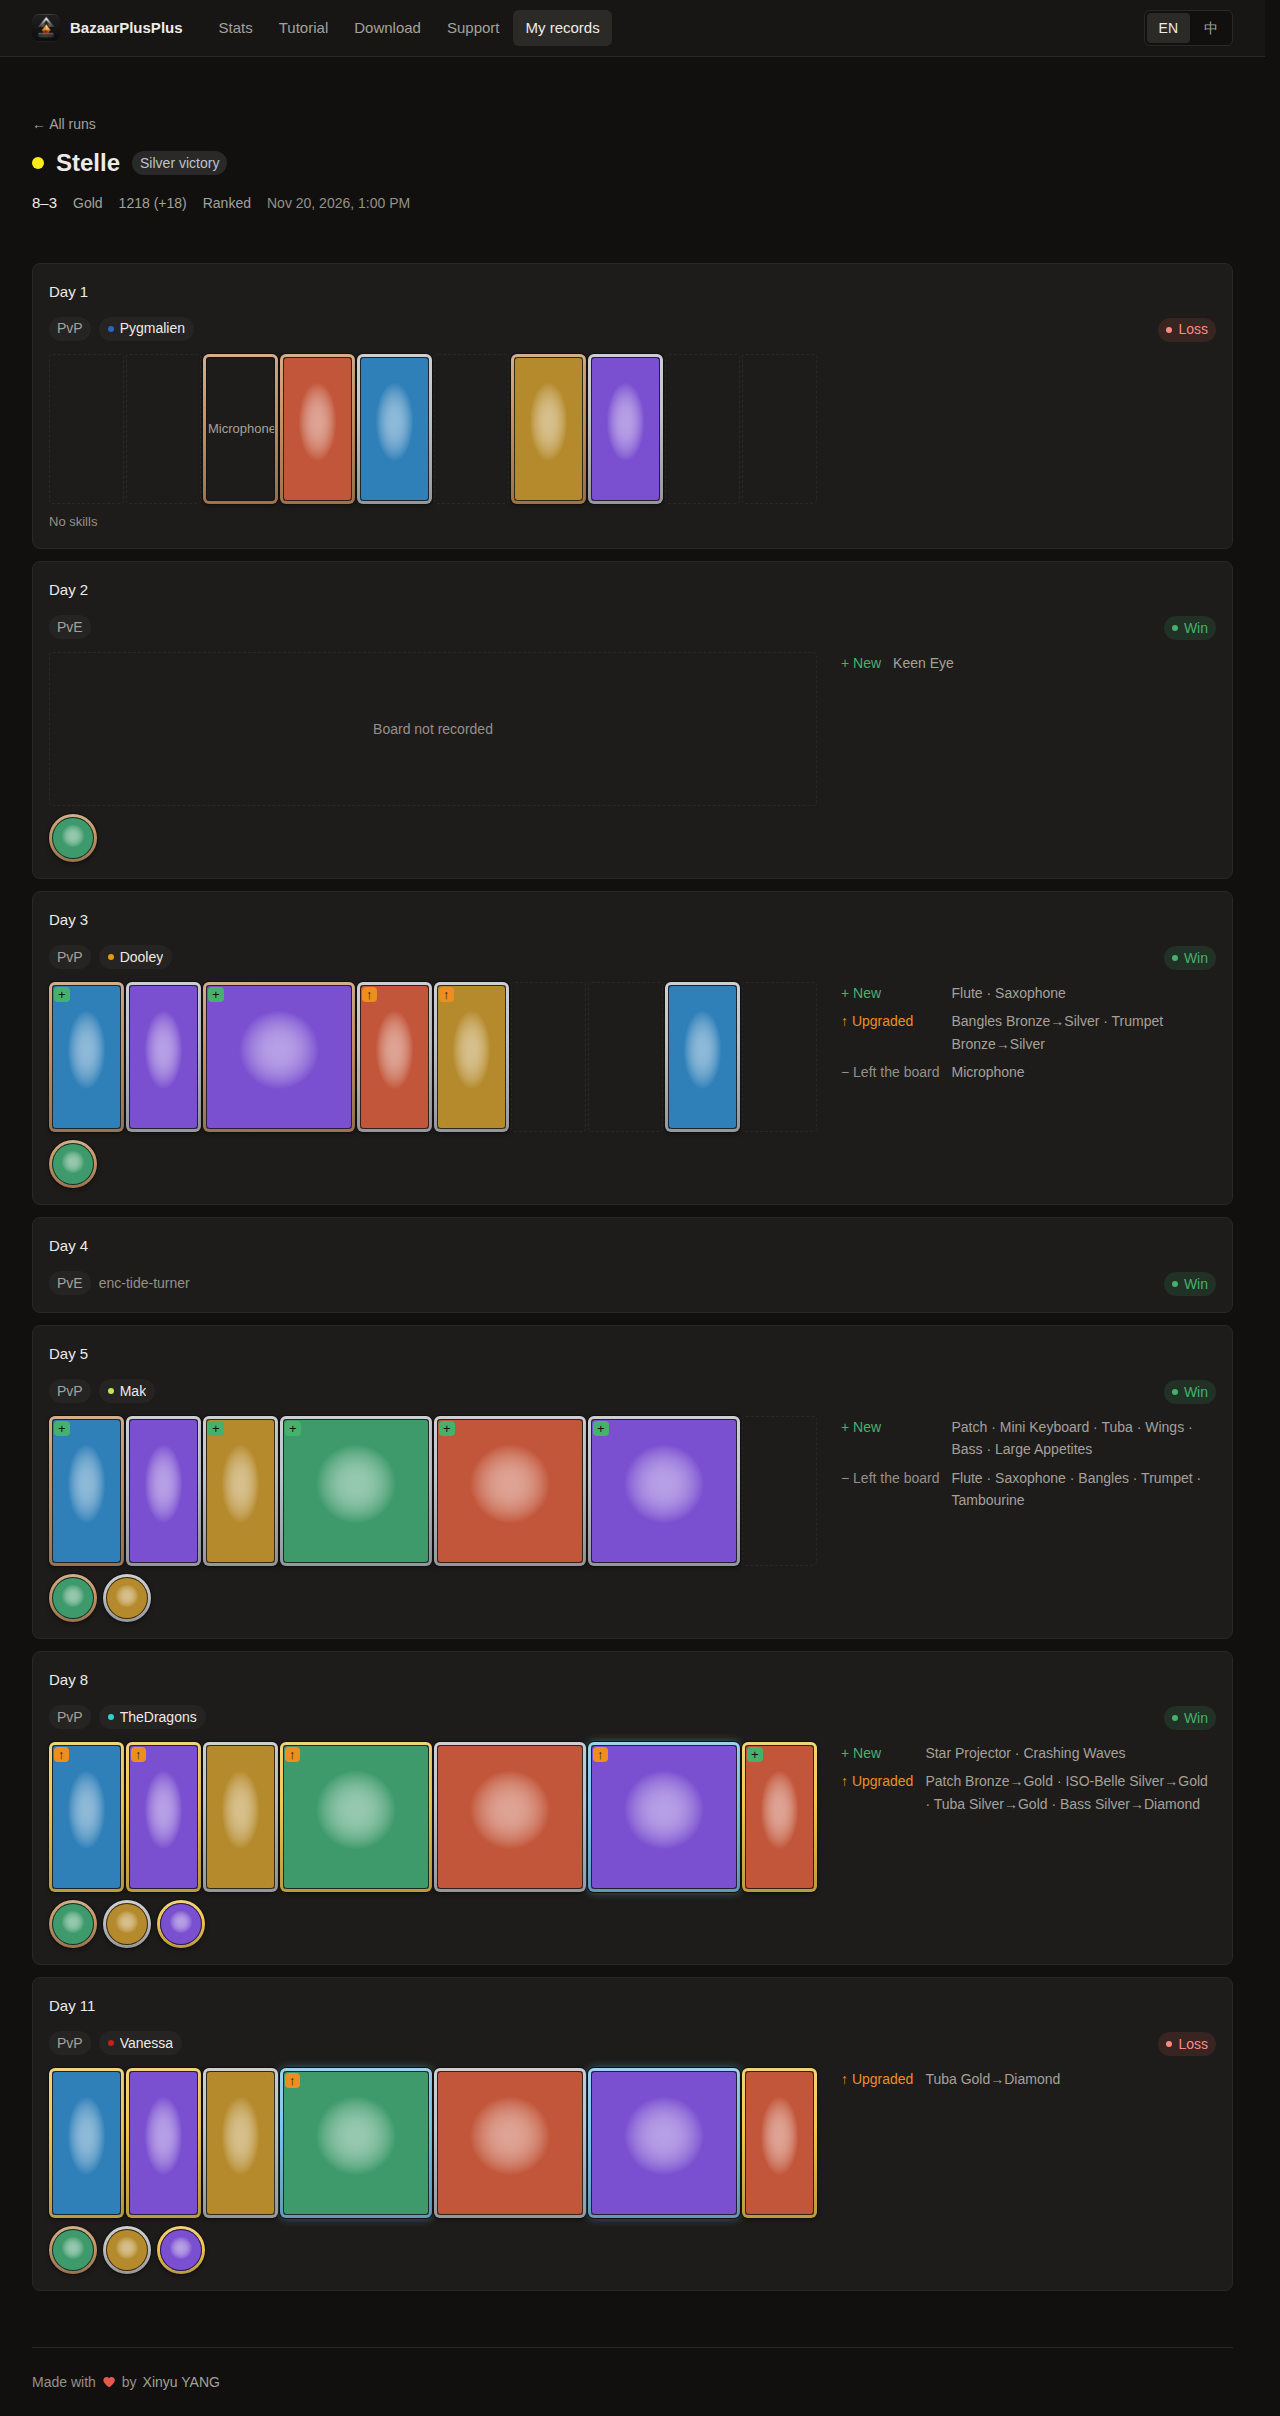 BazaarPlusPlus Stats Tutorial Download Support My records EN 中
← All runs
Stelle Silver victory
8–3 Gold 1218 (+18) Ranked Nov 20, 2026, 1:00 PM
Day 1
PvP Pygmalien Loss
Microphone
No skills
Day 2
PvE Win
+ New Keen Eye
Board not recorded
Day 3
PvP Dooley Win
+ New Flute · Saxophone
↑ Upgraded Bangles Bronze→Silver · Trumpet
Bronze→Silver
− Left the board Microphone
Day 4
PvE enc-tide-turner Win
Day 5
PvP Mak Win
+ New Patch · Mini Keyboard · Tuba · Wings ·
Bass · Large Appetites
− Left the board Flute · Saxophone · Bangles · Trumpet ·
Tambourine
Day 8
PvP TheDragons Win
+ New Star Projector · Crashing Waves
↑ Upgraded Patch Bronze→Gold · ISO-Belle Silver→Gold
· Tuba Silver→Gold · Bass Silver→Diamond
Day 11
PvP Vanessa Loss
↑ Upgraded Tuba Gold→Diamond
Made with ♥ by Xinyu YANG